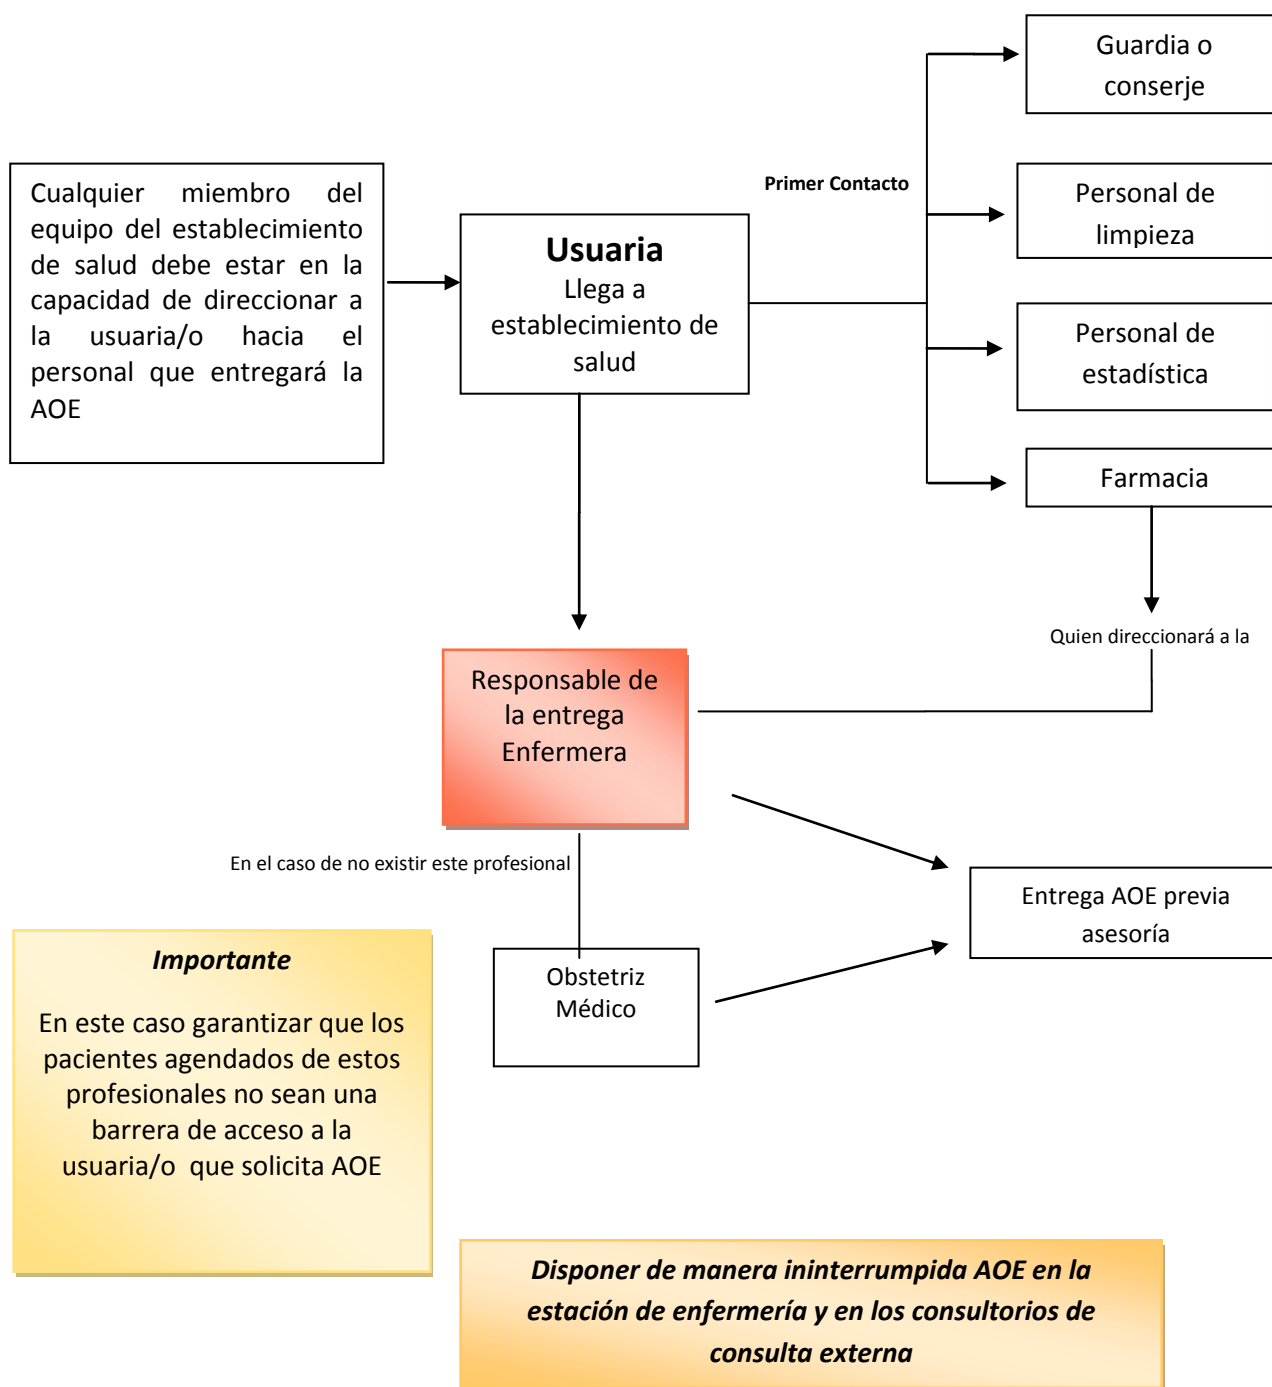 Guardia o
conserje
Cualquier miembro del
equipo del establecimiento
de salud debe estar en la
capacidad de direccionar a
la usuaria/o hacia el
personal que entregará la
AOE
Usuaria
Llega a
establecimiento de
salud
Primer Contacto
Personal de
limpieza
Personal de
estadística
Farmacia
Quien direccionará a la
Responsable de
la entrega
Enfermera
En el caso de no existir este profesional
Obstetriz
Médico
Entrega AOE previa
asesoría
Importante
En este caso garantizar que los
pacientes agendados de estos
profesionales no sean una
barrera de acceso a la
usuaria/o que solicita AOE
Disponer de manera ininterrumpida AOE en la
estación de enfermería y en los consultorios de
consulta externa